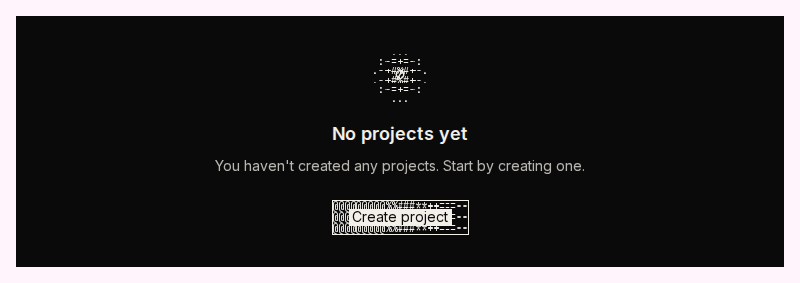 No projects yet
You haven't created any projects. Start by creating one.
Create project